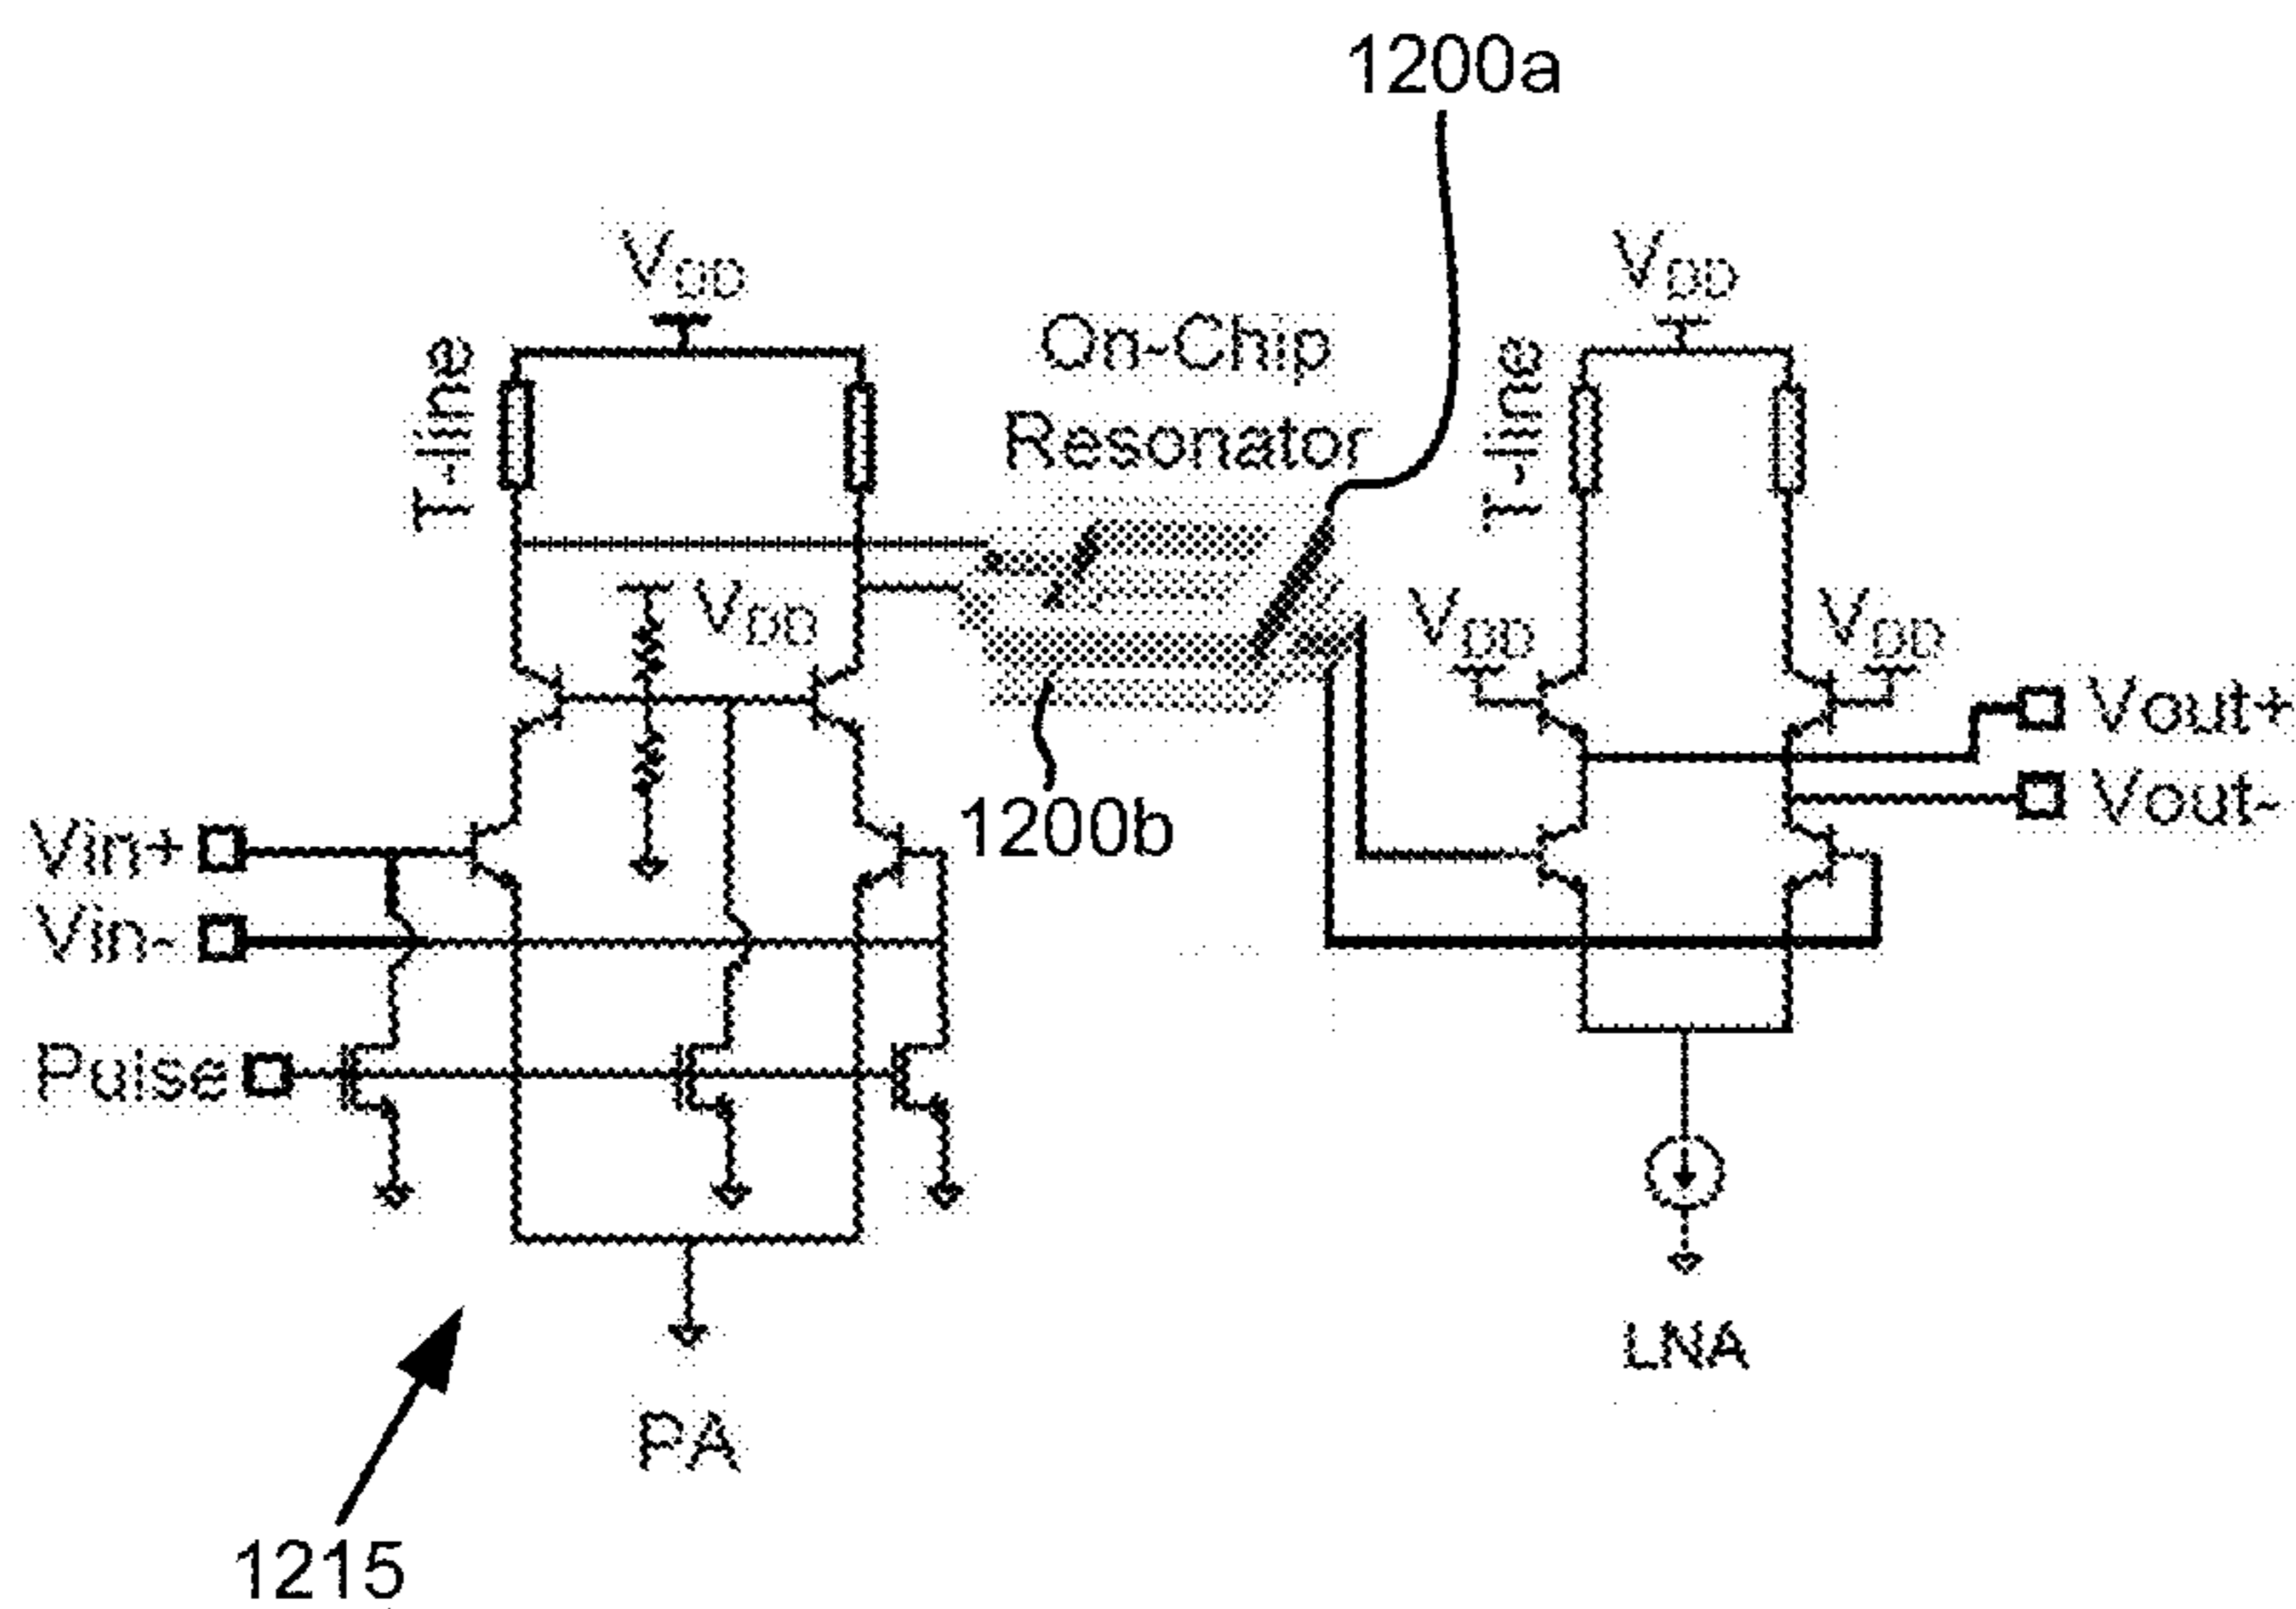 1200a
VDD
VDD
On-Chip
Resonator
T-line
T-line
VDD
VDD
VDD
Vout+
Vout-
1200b
Vin+
Vin-
Pulse
LNA
PA
1215